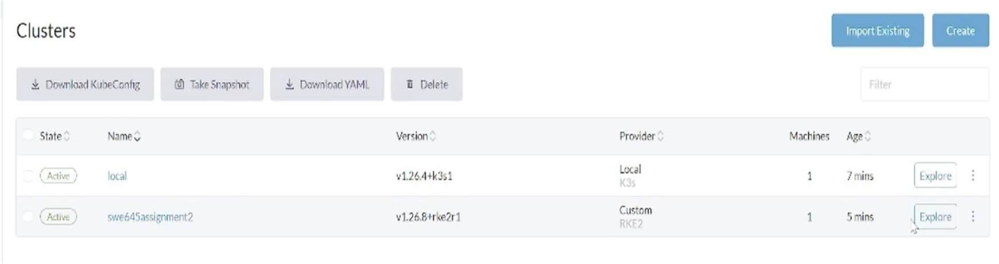 Clusters
Import Existing
Create
Download KubeConfig
Take Snapshot
Download YAML
Delete
Filter
State Name Version Provider Machines Age
Active local v1.26.4+k3s1 Local 1 7 mins Explore
K3s
Active swe645assignment2 v1.26.8+rke2r1 Custom 1 5 mins Explore
RKE2